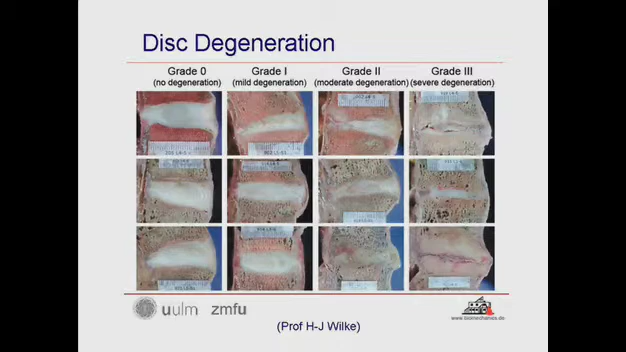 Disc Degeneration
Grade 0 Grade I Grade II Grade III
(no degeneration) (mild degeneration) (moderate degeneration) (severe degeneration)
uulm zmfu
www.biomechanics.de
(Prof H-J Wilke)